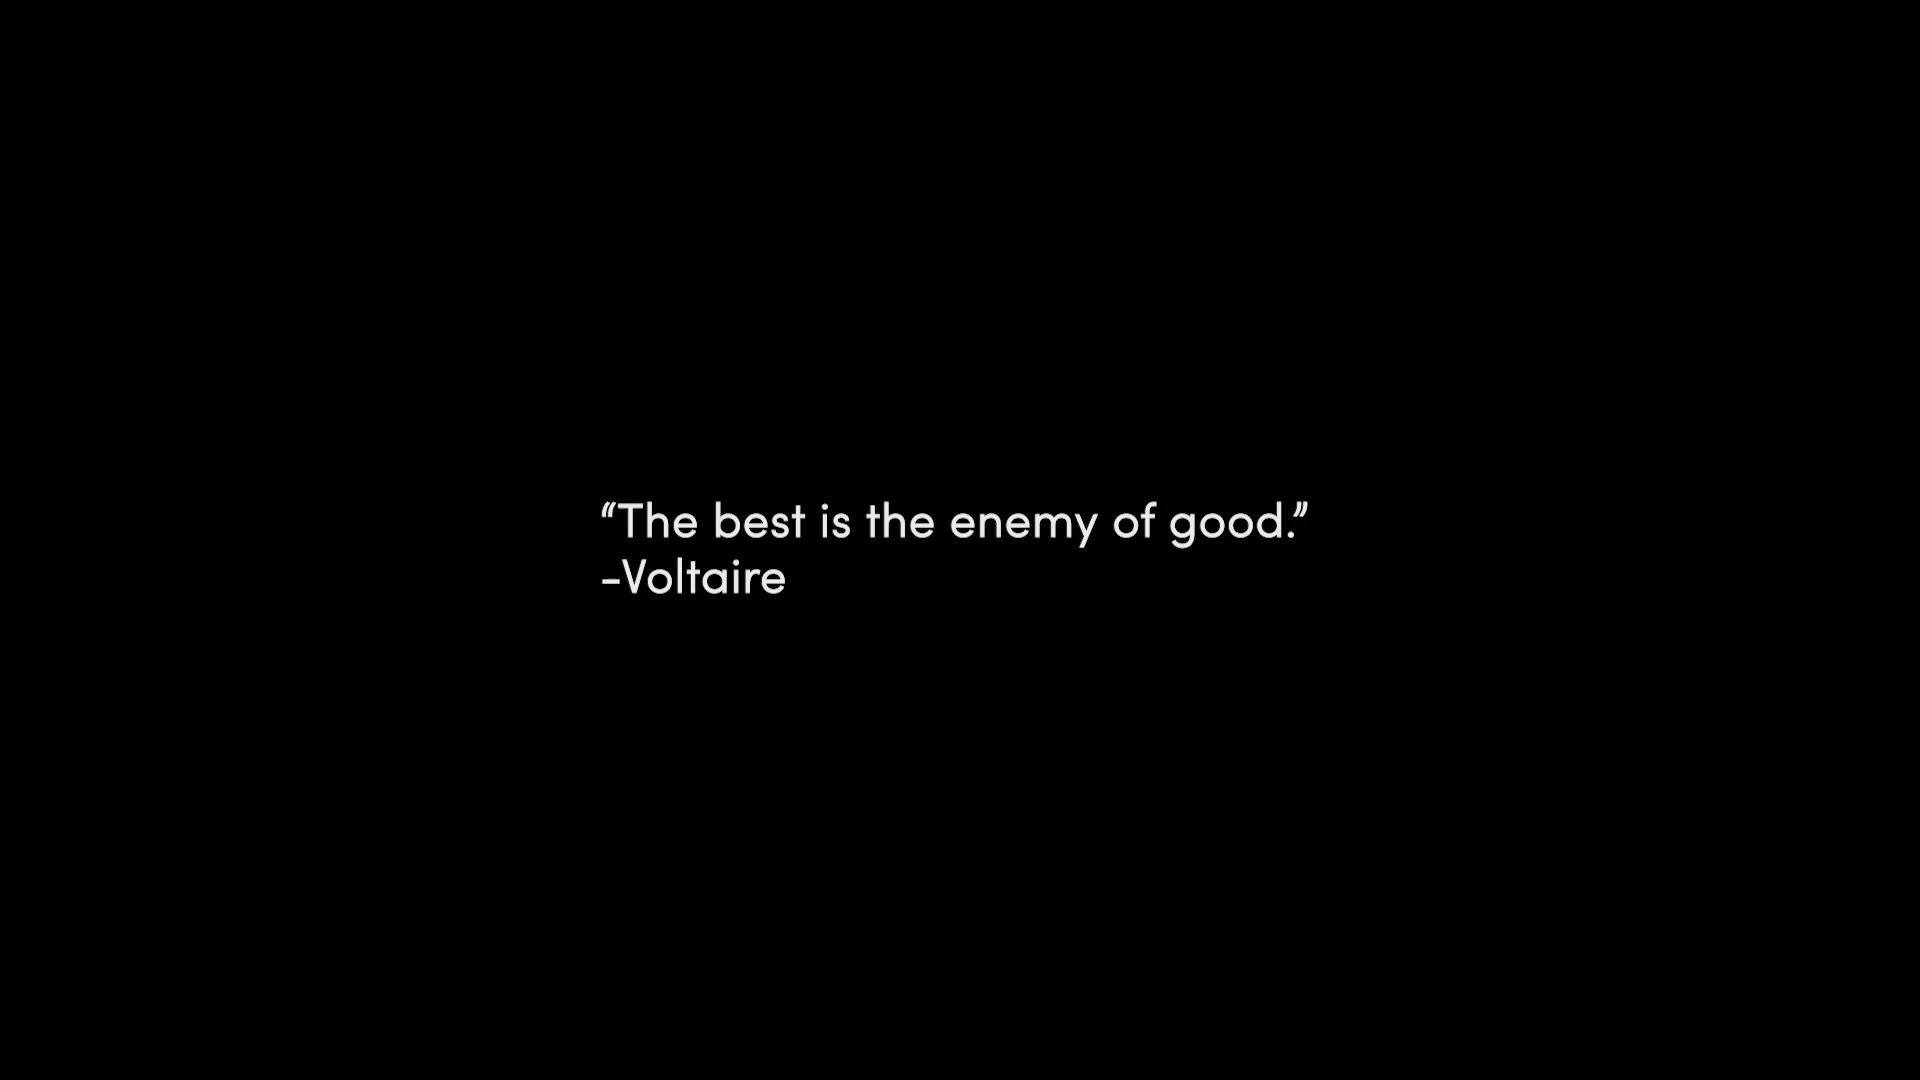 “The best is the enemy of good.”
–Voltaire